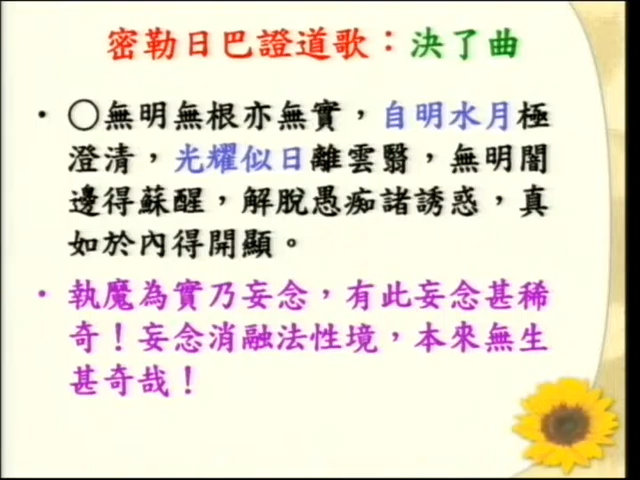 密勒日巴證道歌：決了曲
• ○無明無根亦無實，自明水月極
澄清，光耀似日離雲翳，無明闇
邊得蘇醒，解脫愚痴諸誘惑，真
如於內得開顯。
• 執魔為實乃妄念，有此妄念甚稀
奇！妄念消融法性境，本來無生
甚奇哉！